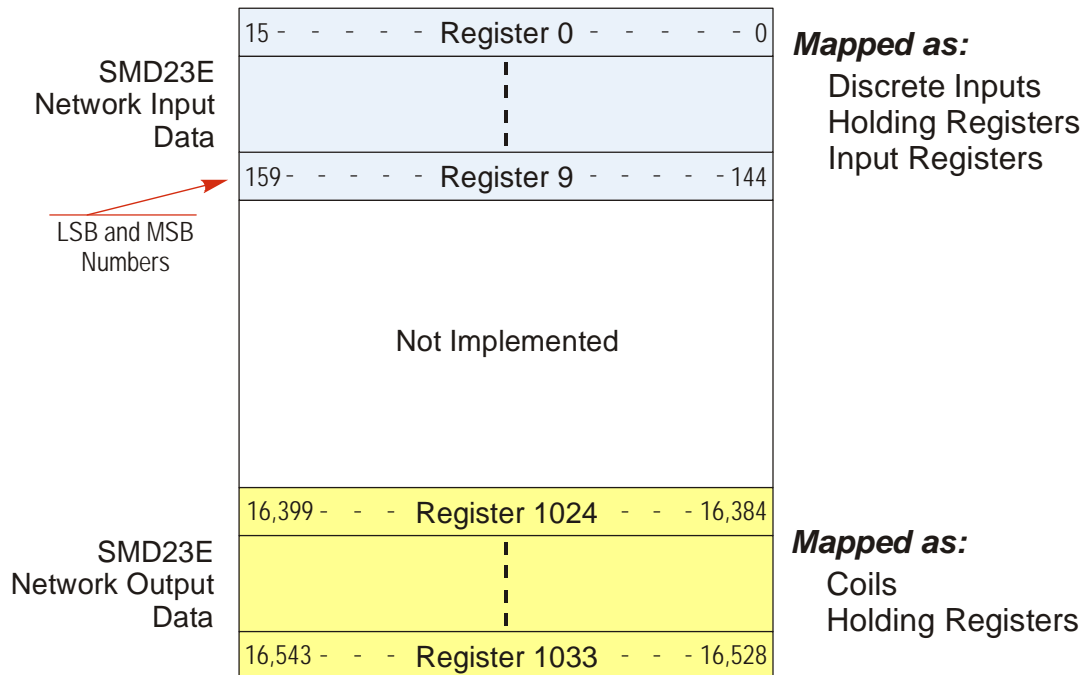 15 - - - - - Register 0 - - - - - 0
Mapped as:
Discrete Inputs
Holding Registers
Input Registers
SMD23E
Network Input
Data
159 - - - - - Register 9 - - - - - 144
LSB and MSB
Numbers
Not Implemented
16,399 - - - Register 1024 - - - 16,384
SMD23E
Network Output
Data
Mapped as:
Coils
Holding Registers
16,543 - - - Register 1033 - - - 16,528